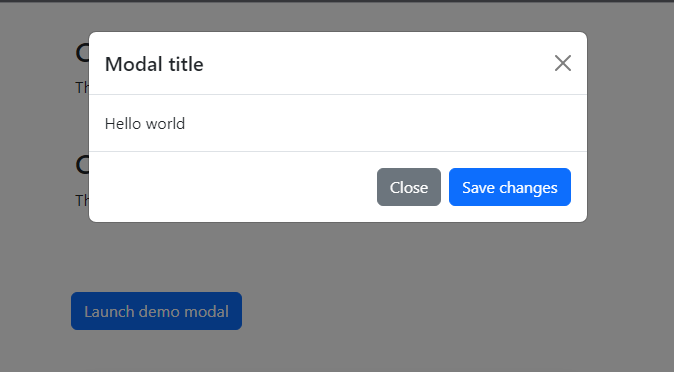 Modal title
Hello world
Close
Save changes
Launch demo modal